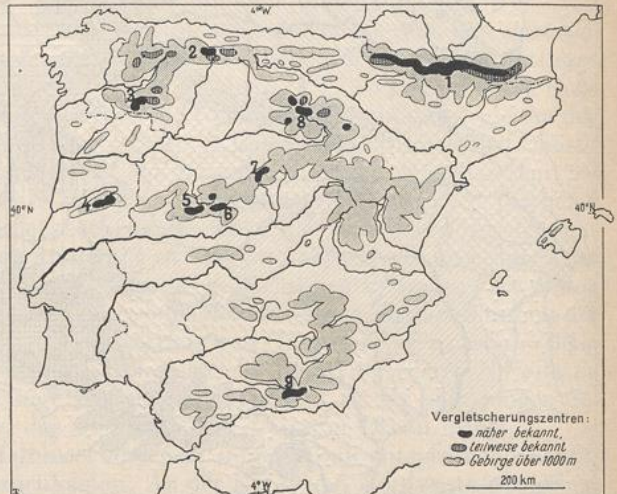 4°W
2
3
1
8
7
4
5
6
40°N
40°N
9
Vergletscherungszentren:
näher bekannt,
teilweise bekannt
Gebirge über 1000 m
200 km
4°W